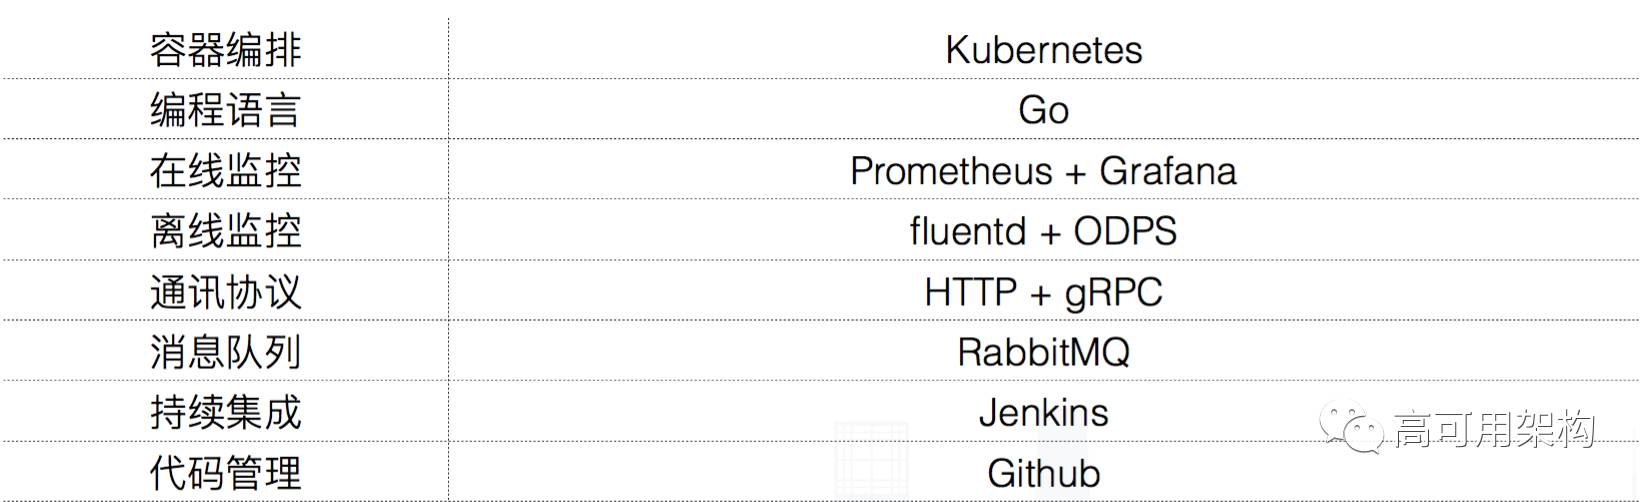 容器编排 Kubernetes
编程语言 Go
在线监控 Prometheus + Grafana
离线监控 fluentd + ODPS
通讯协议 HTTP + gRPC
消息队列 RabbitMQ
持续集成 Jenkins
高可用架构
代码管理 Github